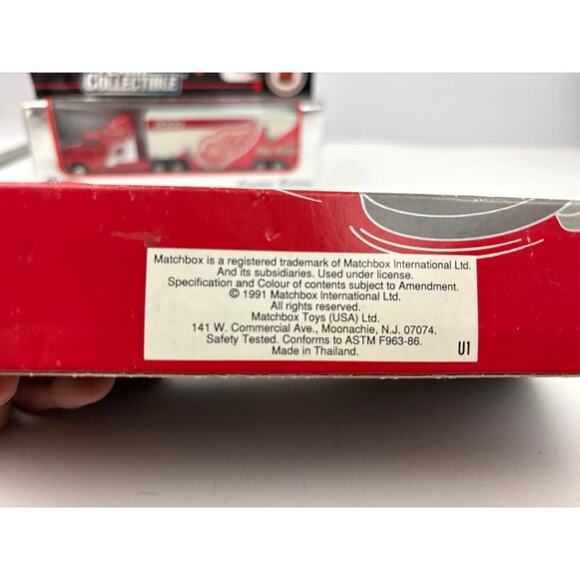 COLLECTIBLE
Matchbox is a registered trademark of Matchbox International Ltd.
And its subsidiaries. Used under license.
Specification and Colour of contents subject to Amendment.
© 1991 Matchbox International Ltd.
All rights reserved.
Matchbox Toys (USA) Ltd.
141 W. Commercial Ave., Moonachie, N.J. 07074.
Safety Tested. Conforms to ASTM F963-86.
Made in Thailand.
U1